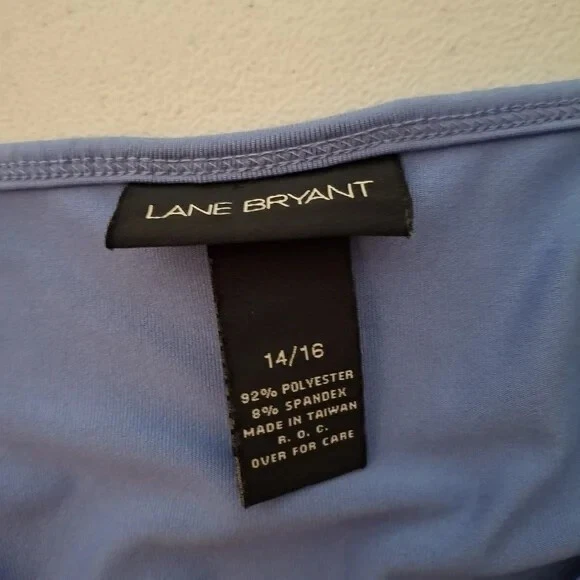 LANE BRYANT
14/16
92% POLYESTER
8% SPANDEX
MADE IN TAIWAN
R. O. C.
OVER FOR CARE